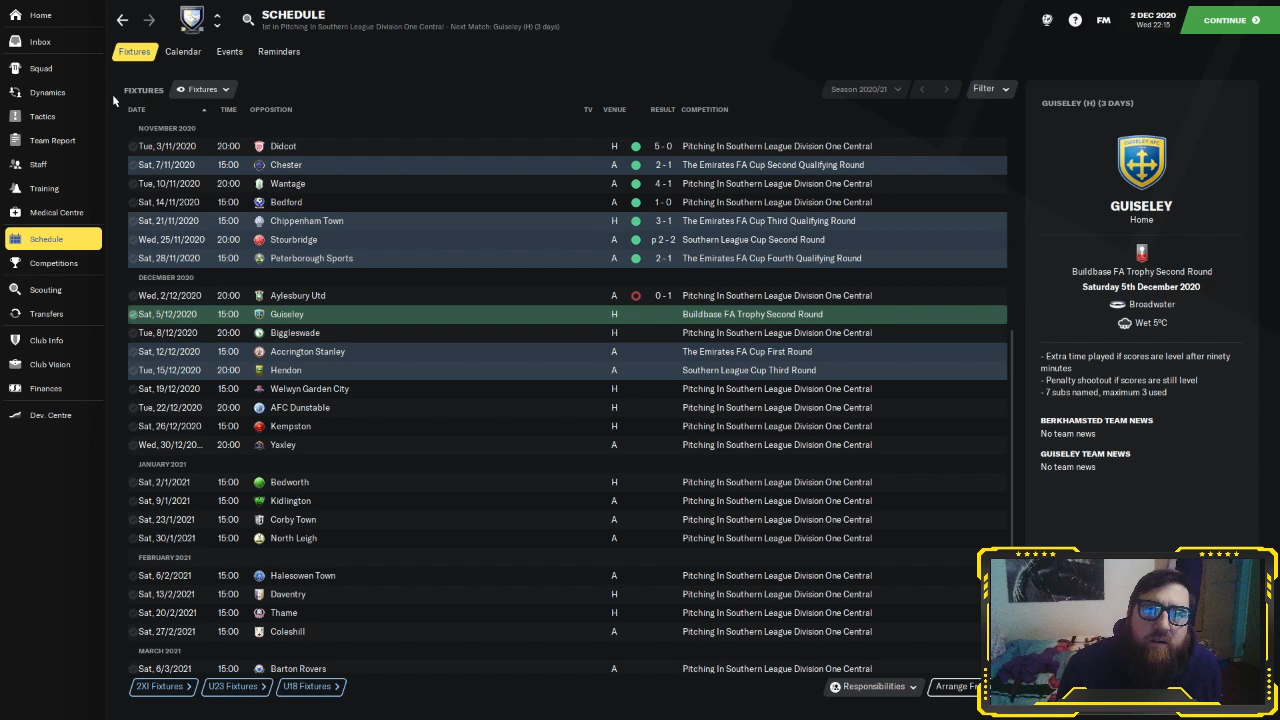 Home
Inbox
Squad
Dynamics
Tactics
Team Report
Staff
Training
Medical Centre
Schedule
Competitions
Scouting
Transfers
Club Info
Club Vision
Finances
Dev. Centre
SCHEDULE
1st in Pitching In Southern League Division One Central - Next Match: Guiseley (H) (3 days)
FM
2 DEC 2020
Wed 22:15
CONTINUE
Fixtures Calendar Events Reminders
FIXTURES Fixtures Season 2020/21 Filter
DATE TIME OPPOSITION TV VENUE RESULT COMPETITION
NOVEMBER 2020
Tue, 3/11/2020 20:00 Didcot H 5 - 0 Pitching In Southern League Division One Central
Sat, 7/11/2020 15:00 Chester A 2 - 1 The Emirates FA Cup Second Qualifying Round
Tue, 10/11/2020 20:00 Wantage A 4 - 1 Pitching In Southern League Division One Central
Sat, 14/11/2020 15:00 Bedford A 1 - 0 Pitching In Southern League Division One Central
Sat, 21/11/2020 15:00 Chippenham Town H 3 - 1 The Emirates FA Cup Third Qualifying Round
Wed, 25/11/2020 20:00 Stourbridge A p 2 - 2 Southern League Cup Second Round
Sat, 28/11/2020 15:00 Peterborough Sports A 2 - 1 The Emirates FA Cup Fourth Qualifying Round
DECEMBER 2020
Wed, 2/12/2020 20:00 Aylesbury Utd A 0 - 1 Pitching In Southern League Division One Central
Sat, 5/12/2020 15:00 Guiseley H Buildbase FA Trophy Second Round
Tue, 8/12/2020 20:00 Biggleswade H Pitching In Southern League Division One Central
Sat, 12/12/2020 15:00 Accrington Stanley A The Emirates FA Cup First Round
Tue, 15/12/2020 20:00 Hendon A Southern League Cup Third Round
Sat, 19/12/2020 15:00 Welwyn Garden City H Pitching In Southern League Division One Central
Tue, 22/12/2020 20:00 AFC Dunstable H Pitching In Southern League Division One Central
Sat, 26/12/2020 15:00 Kempston H Pitching In Southern League Division One Central
Wed, 30/12/20... 20:00 Yaxley A Pitching In Southern League Division One Central
JANUARY 2021
Sat, 2/1/2021 15:00 Bedworth H Pitching In Southern League Division One Central
Sat, 9/1/2021 15:00 Kidlington A Pitching In Southern League Division One Central
Sat, 23/1/2021 15:00 Corby Town A Pitching In Southern League Division One Central
Sat, 30/1/2021 15:00 North Leigh A Pitching In Southern League Division One Central
FEBRUARY 2021
Sat, 6/2/2021 15:00 Halesowen Town A Pitching In Southern League Division One Central
Sat, 13/2/2021 15:00 Daventry H Pitching In Southern League Division One Central
Sat, 20/2/2021 15:00 Thame H Pitching In Southern League Division One Central
Sat, 27/2/2021 15:00 Coleshill A Pitching In Southern League Division One Central
MARCH 2021
Sat, 6/3/2021 15:00 Barton Rovers A Pitching In Southern League Division One Central
2XI Fixtures U23 Fixtures U18 Fixtures Responsibilities Arrange Fr
GUISELEY (H) (3 DAYS)
GUISELEY AFC
GUISELEY
Home
Buildbase FA Trophy Second Round
Saturday 5th December 2020
Broadwater
Wet 5ºC
- Extra time played if scores are level after ninety
minutes
- Penalty shootout if scores are still level
- 7 subs named, maximum 3 used
BERKHAMSTED TEAM NEWS
No team news
GUISELEY TEAM NEWS
No team news